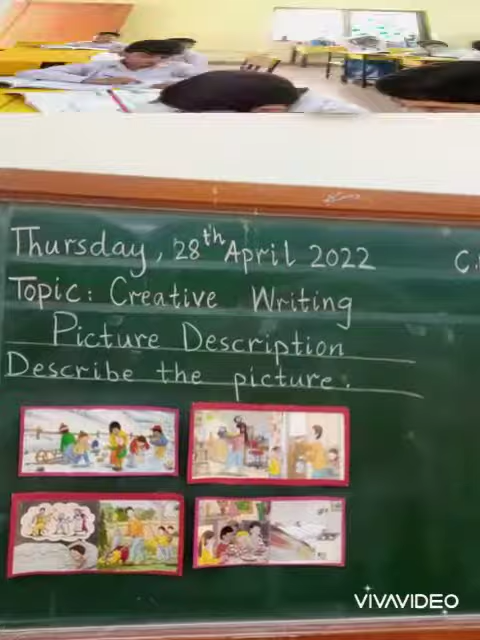 Thursday, 28th April 2022
Topic: Creative Writing
Picture Description
Describe the picture.
VIVAVIDEO